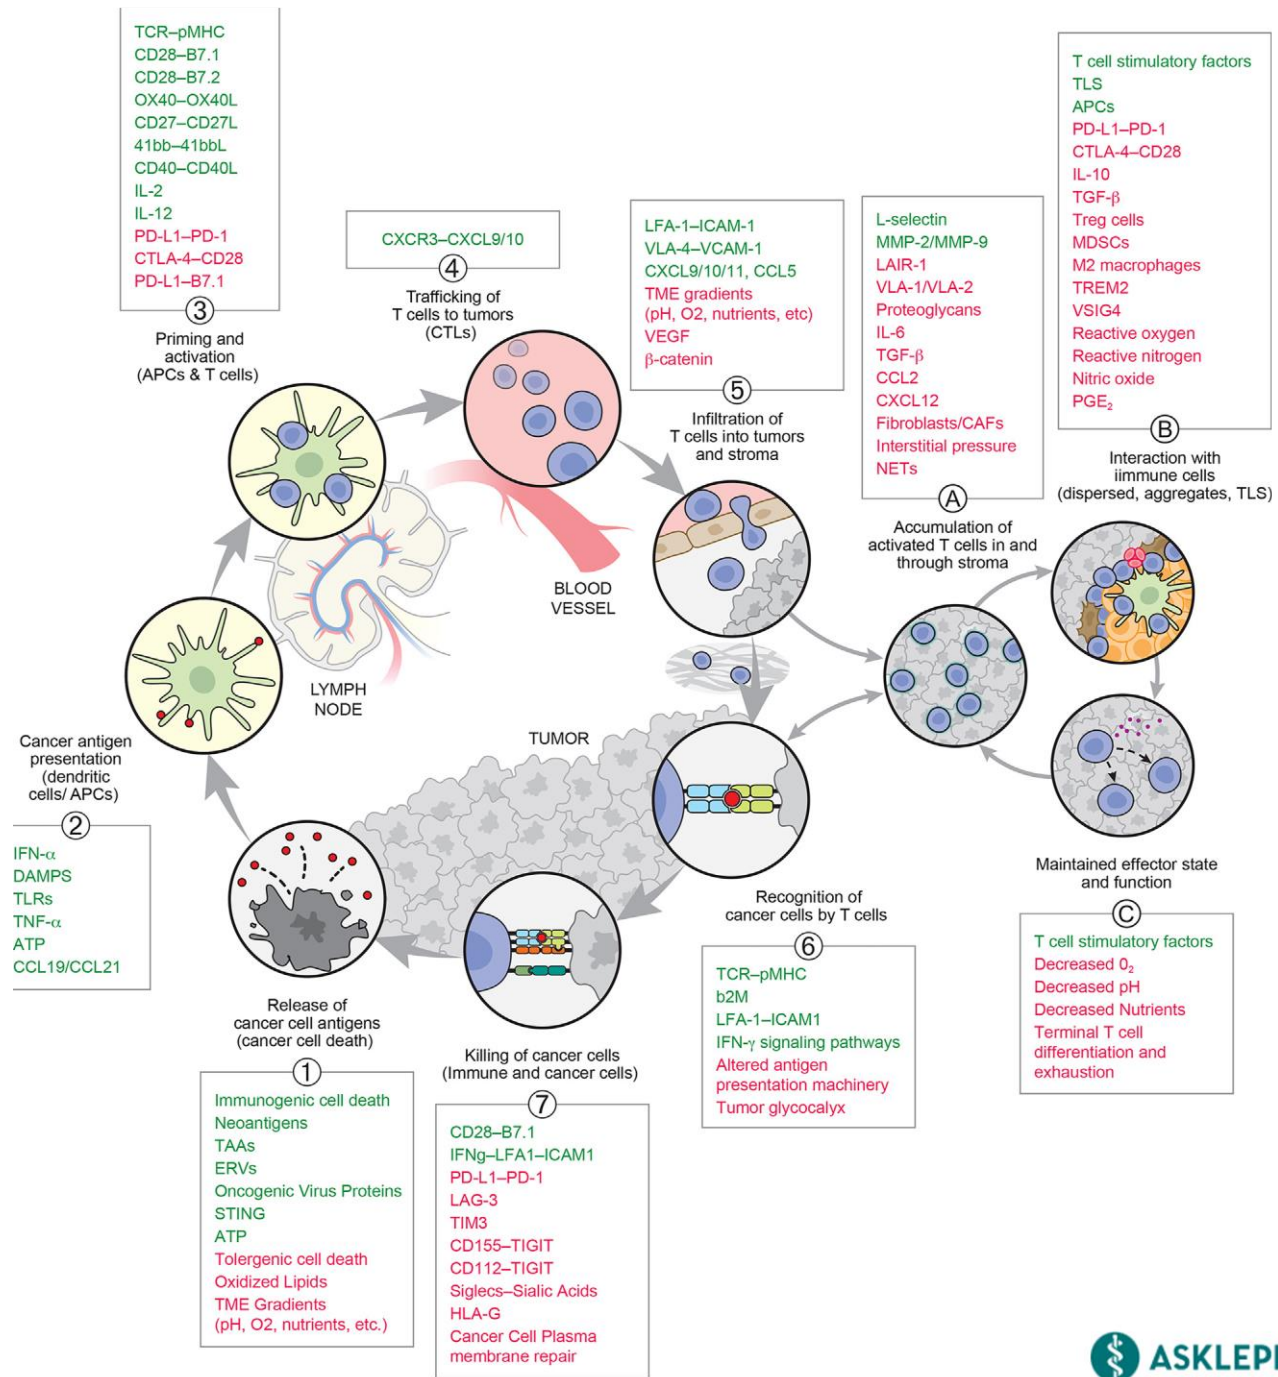 TCR–pMHC
CD28–B7.1
CD28–B7.2
OX40–OX40L
CD27–CD27L
41bb–41bbL
CD40–CD40L
IL-2
IL-12
PD-L1–PD-1
CTLA-4–CD28
PD-L1–B7.1
3
Priming and
activation
(APCs & T cells)
CXCR3–CXCL9/10
4
Trafficking of
T cells to tumors
(CTLs)
LFA-1–ICAM-1
VLA-4–VCAM-1
CXCL9/10/11, CCL5
TME gradients
(pH, O2, nutrients, etc)
VEGF
β-catenin
5
Infiltration of
T cells into tumors
and stroma
L-selectin
MMP-2/MMP-9
LAIR-1
VLA-1/VLA-2
Proteoglycans
IL-6
TGF-β
CCL2
CXCL12
Fibroblasts/CAFs
Interstitial pressure
NETs
A
Accumulation of
activated T cells in and
through stroma
T cell stimulatory factors
TLS
APCs
PD-L1–PD-1
CTLA-4–CD28
IL-10
TGF-β
Treg cells
MDSCs
M2 macrophages
TREM2
VSIG4
Reactive oxygen
Reactive nitrogen
Nitric oxide
PGE₂
B
Interaction with
iimmune cells
(dispersed, aggregates, TLS)
BLOOD
VESSEL
LYMPH
NODE
TUMOR
Cancer antigen
presentation
(dendritic
cells/ APCs)
2
IFN-α
DAMPS
TLRs
TNF-α
ATP
CCL19/CCL21
Release of
cancer cell antigens
(cancer cell death)
1
Immunogenic cell death
Neoantigens
TAAs
ERVs
Oncogenic Virus Proteins
STING
ATP
Tolergenic cell death
Oxidized Lipids
TME Gradients
(pH, O2, nutrients, etc.)
Killing of cancer cells
(Immune and cancer cells)
7
CD28–B7.1
IFNg–LFA1–ICAM1
PD-L1–PD-1
LAG-3
TIM3
CD155–TIGIT
CD112–TIGIT
Siglecs–Sialic Acids
HLA-G
Cancer Cell Plasma
membrane repair
Recognition of
cancer cells by T cells
6
TCR–pMHC
b2M
LFA-1–ICAM1
IFN-γ signaling pathways
Altered antigen
presentation machinery
Tumor glycocalyx
Maintained effector state
and function
C
T cell stimulatory factors
Decreased 0₂
Decreased pH
Decreased Nutrients
Terminal T cell
differentiation and
exhaustion
ASKLEPI